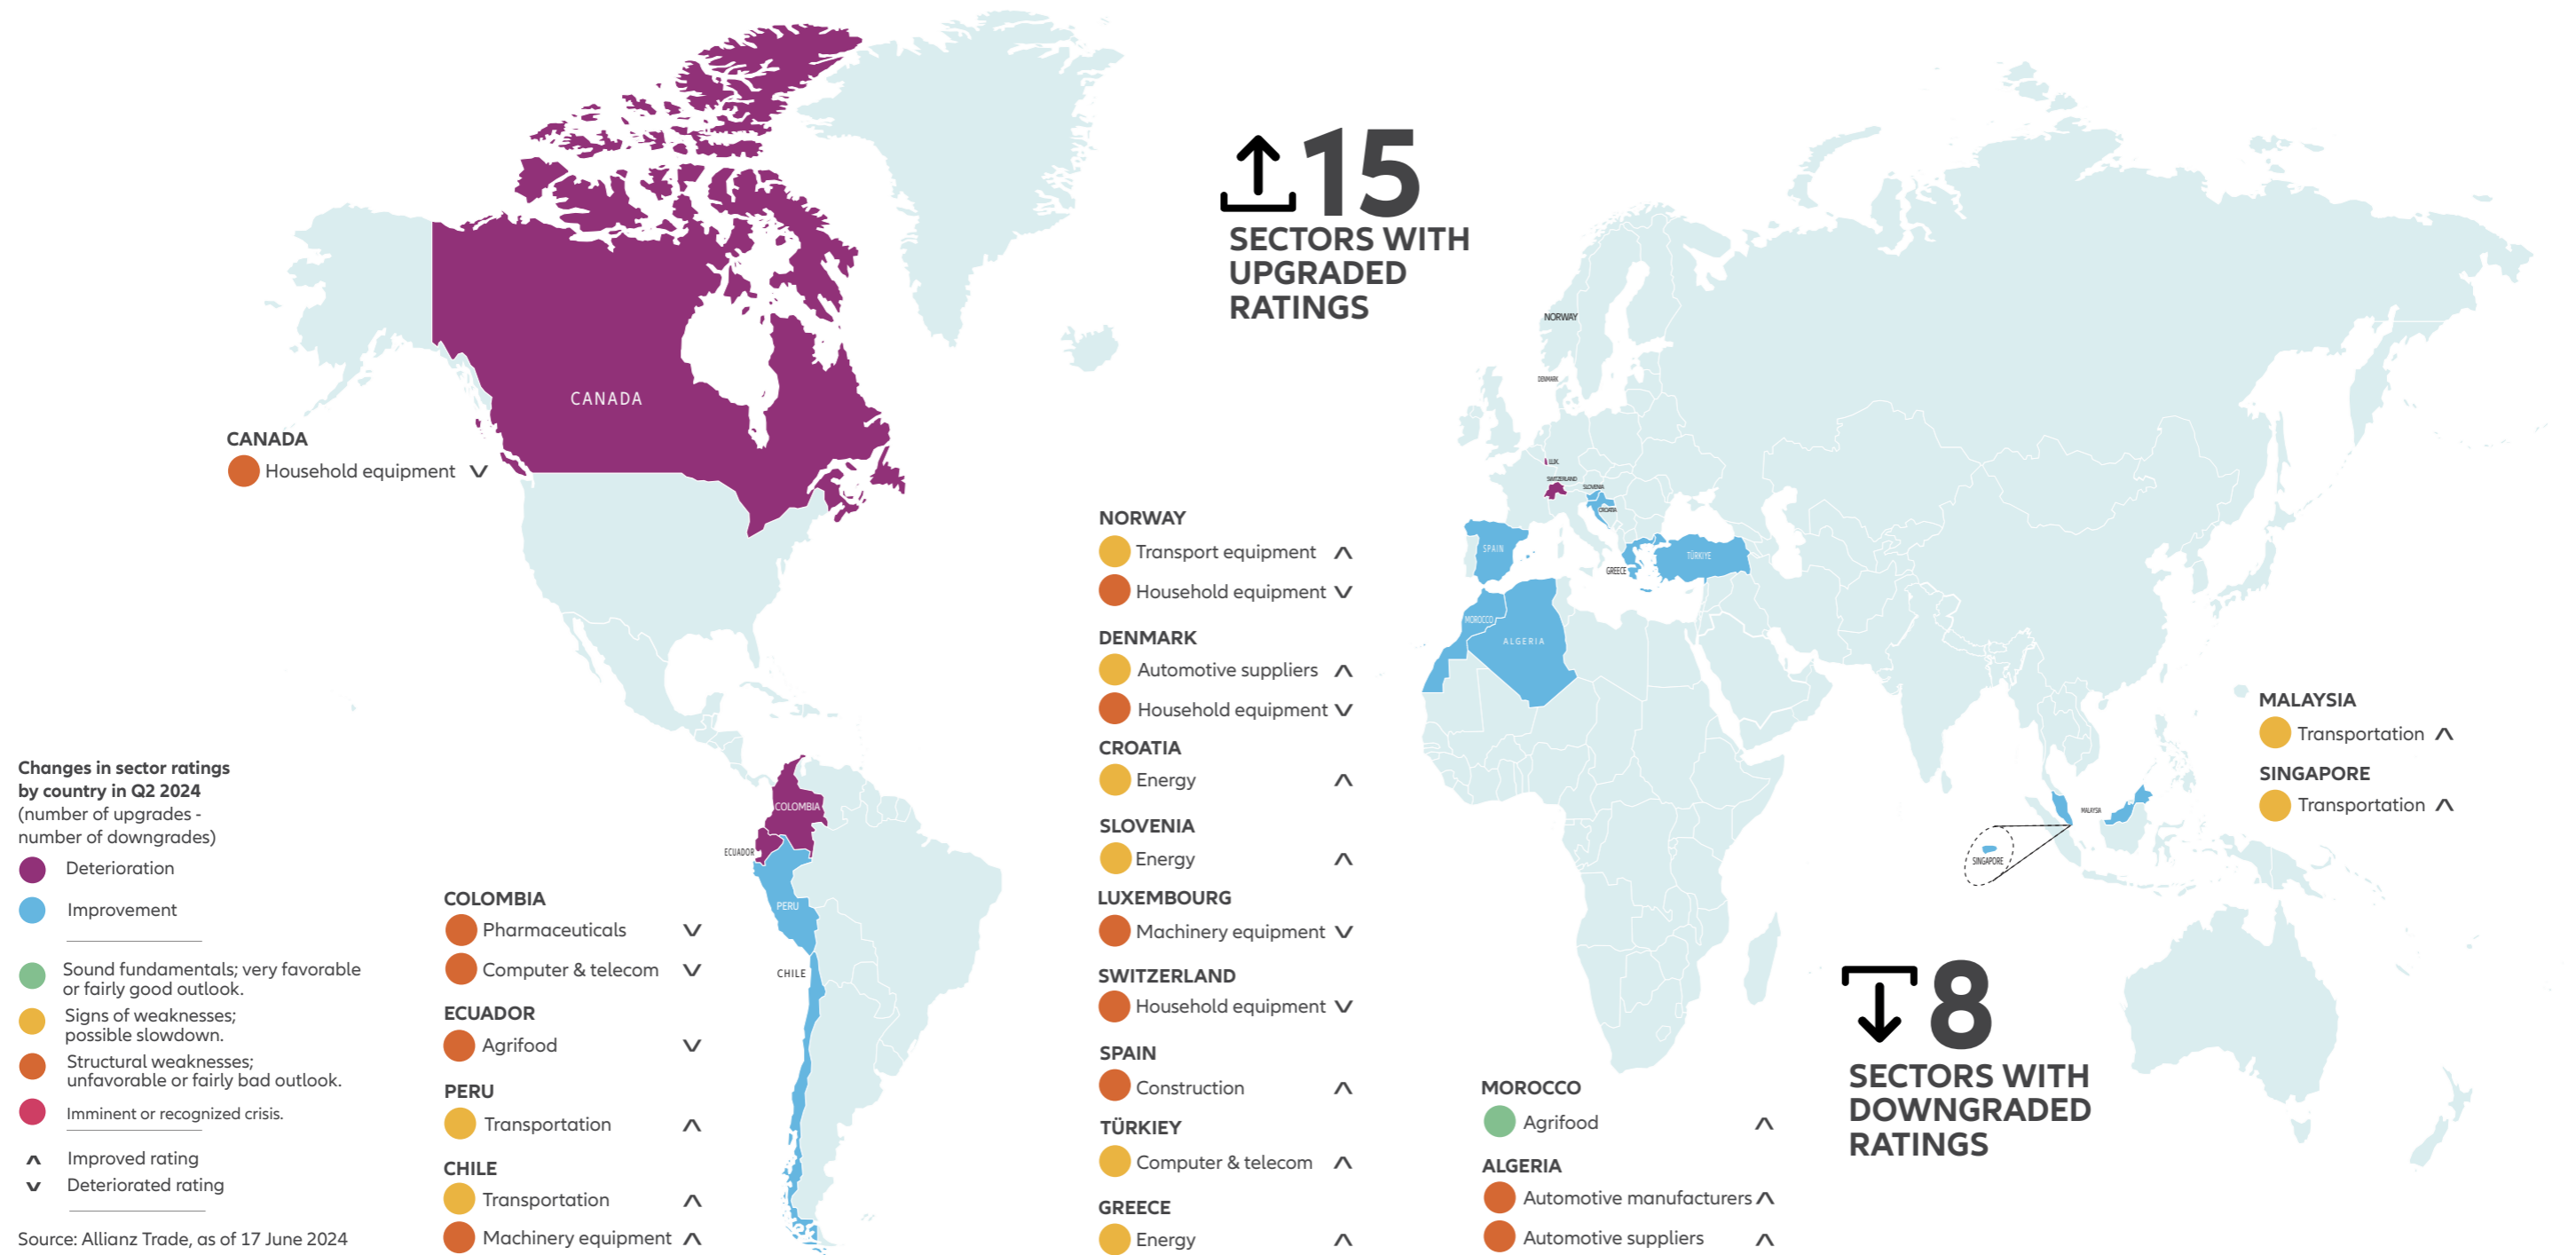 15
SECTORS WITH
UPGRADED
RATINGS
NORWAY
DENMARK
LUX.
SWITZERLAND
SLOVENIA
CROATIA
SPAIN
GREECE
TÜRKIYE
MOROCCO
ALGERIA
CANADA
CANADA
Household equipment ∨
COLOMBIA
ECUADOR
PERU
CHILE
MALAYSIA
SINGAPORE
Changes in sector ratings
by country in Q2 2024
(number of upgrades -
number of downgrades)
Deterioration
Improvement
Sound fundamentals; very favorable
or fairly good outlook.
Signs of weaknesses;
possible slowdown.
Structural weaknesses;
unfavorable or fairly bad outlook.
Imminent or recognized crisis.
∧ Improved rating
∨ Deteriorated rating
Source: Allianz Trade, as of 17 June 2024
COLOMBIA
Pharmaceuticals ∨
Computer & telecom ∨
ECUADOR
Agrifood ∨
PERU
Transportation ∧
CHILE
Transportation ∧
Machinery equipment ∧
NORWAY
Transport equipment ∧
Household equipment ∨
DENMARK
Automotive suppliers ∧
Household equipment ∨
CROATIA
Energy ∧
SLOVENIA
Energy ∧
LUXEMBOURG
Machinery equipment ∨
SWITZERLAND
Household equipment ∨
SPAIN
Construction ∧
TÜRKIEY
Computer & telecom ∧
GREECE
Energy ∧
MOROCCO
Agrifood ∧
ALGERIA
Automotive manufacturers ∧
Automotive suppliers ∧
MALAYSIA
Transportation ∧
SINGAPORE
Transportation ∧
8
SECTORS WITH
DOWNGRADED
RATINGS